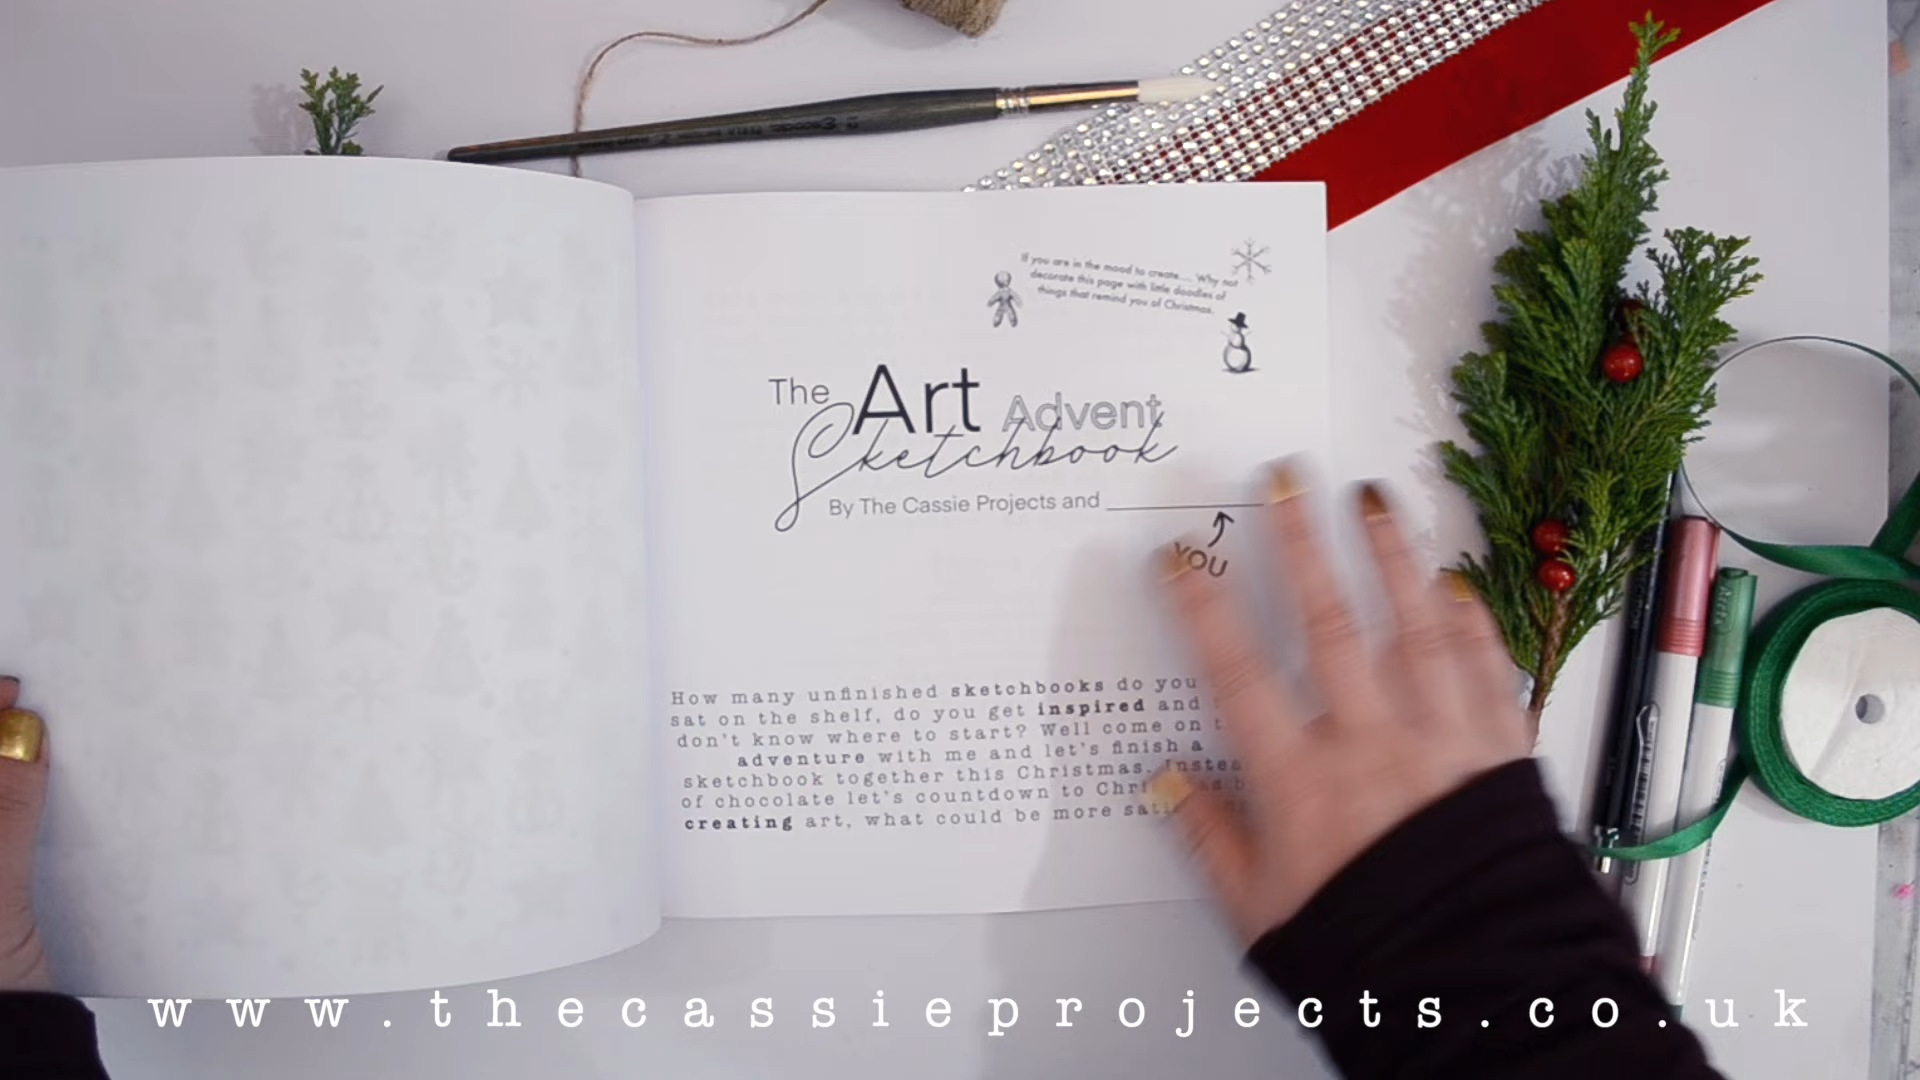 If you are in the mood to create.... Why not
decorate this page with little doodles of
things that remind you of Christmas.
The Art Advent
Sketchbook
By The Cassie Projects and
YOU
How many unfinished sketchbooks do you
sat on the shelf, do you get inspired and
don't know where to start? Well come on
adventure with me and let's finish a
sketchbook together this Christmas. Instea
of chocolate let's countdown to
creating art, what could be more
www.thecassieprojects.co.uk